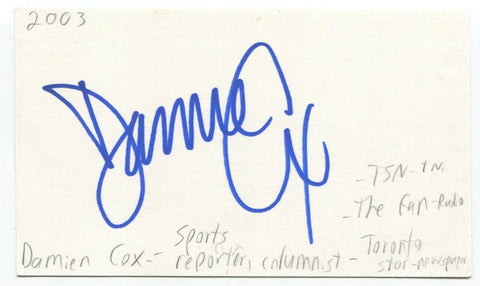 2003
Damien Cox
- TSN - TV.
- The Fan - Radio
Sports Toronto
Damien Cox - reporter, columnist - star - newspaper